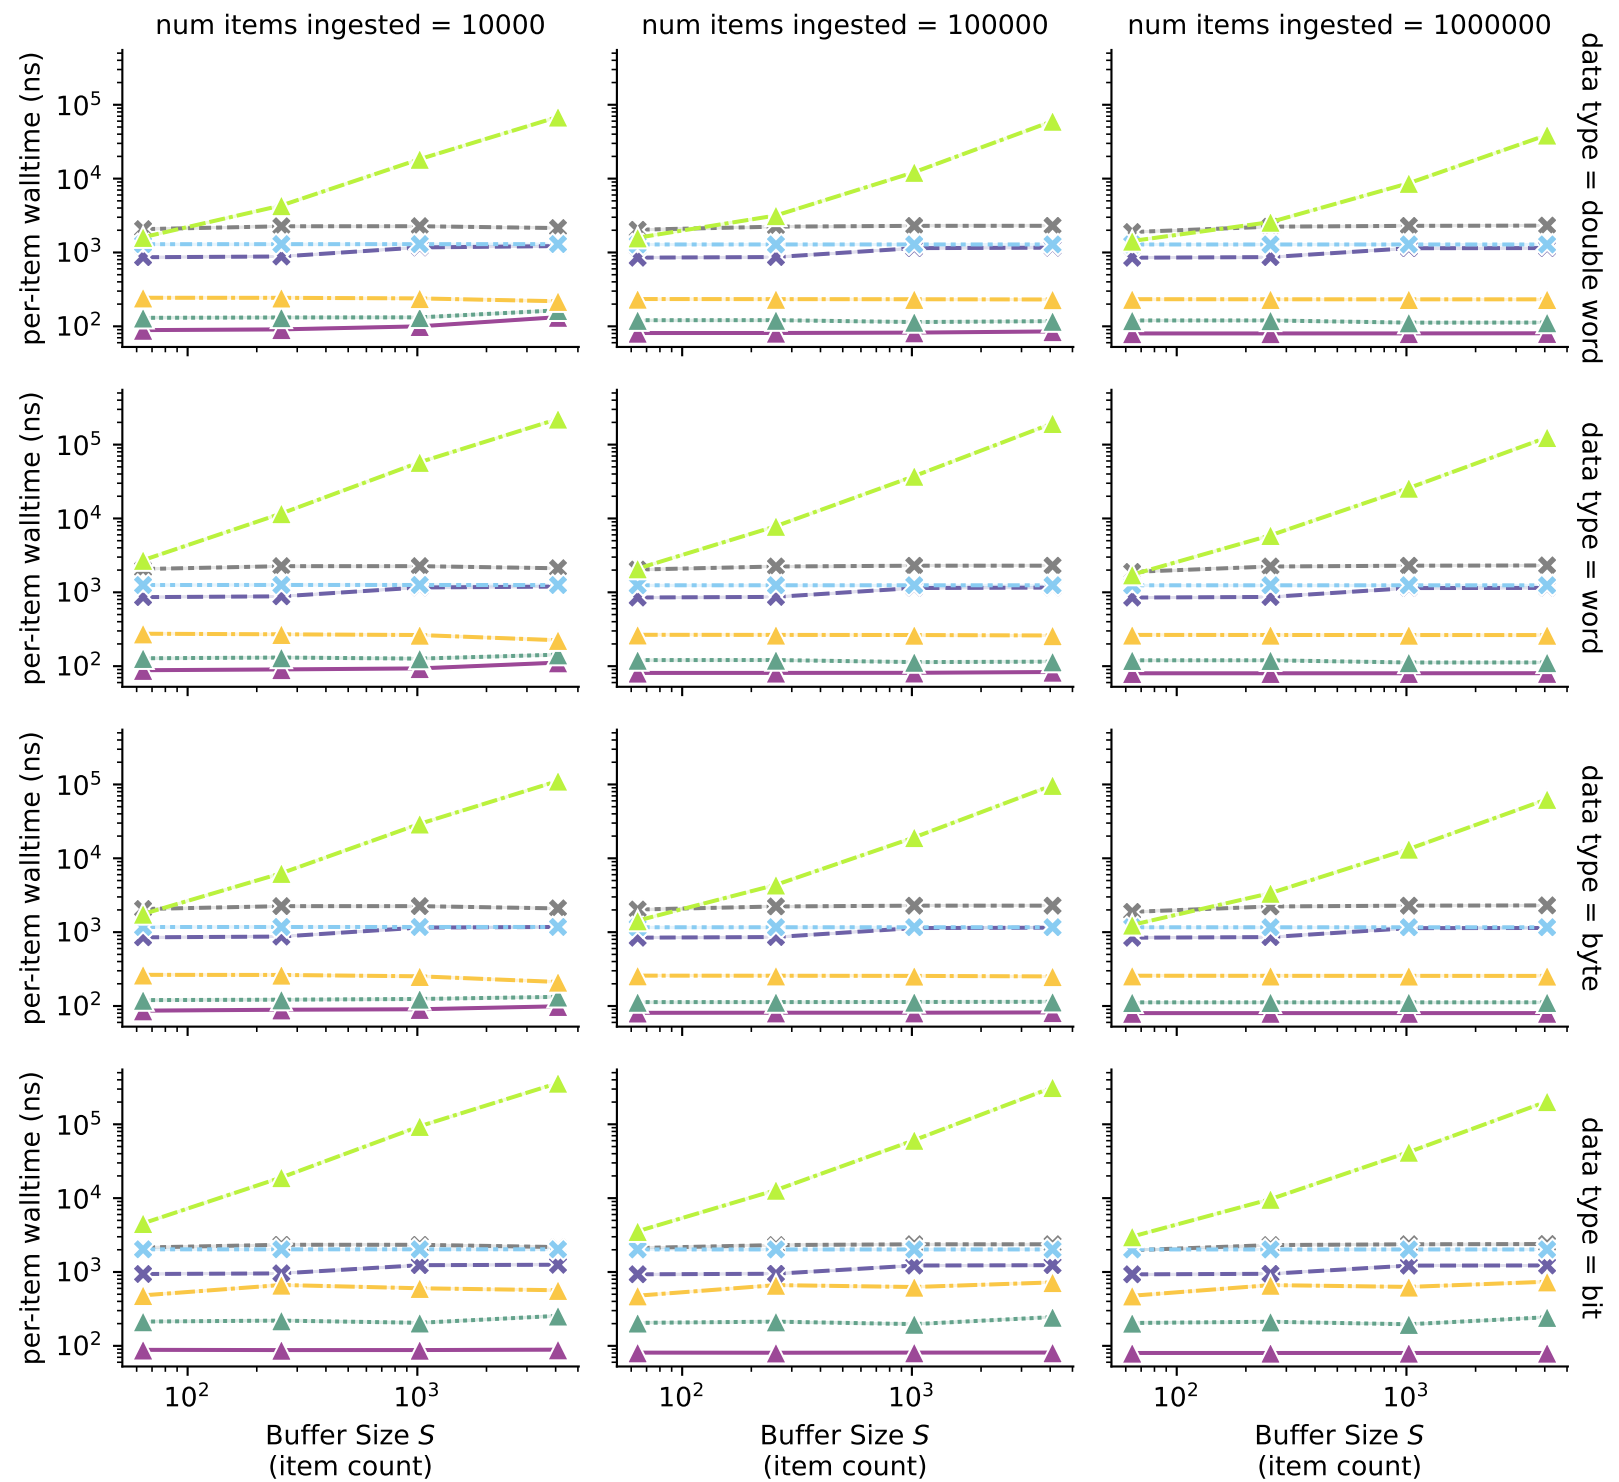 num items ingested = 10000
num items ingested = 100000
num items ingested = 1000000
per-item walltime (ns)
10⁵
10⁴
10³
10²
data type = double word
per-item walltime (ns)
10⁵
10⁴
10³
10²
data type = word
per-item walltime (ns)
10⁵
10⁴
10³
10²
data type = byte
per-item walltime (ns)
10⁵
10⁴
10³
10²
data type = bit
10² 10³
10² 10³
10² 10³
Buffer Size S
(item count)
Buffer Size S
(item count)
Buffer Size S
(item count)